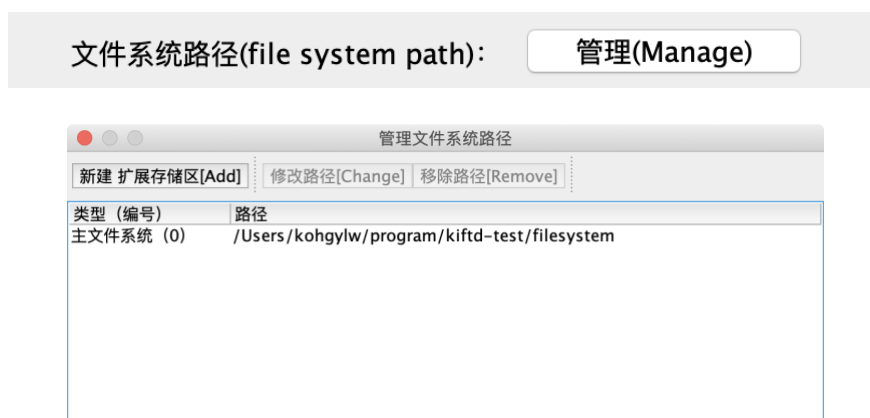 文件系统路径(file system path)： 管理(Manage)
管理文件系统路径
新建 扩展存储区[Add] 修改路径[Change] 移除路径[Remove]
类型（编号） 路径
主文件系统（0） /Users/kohgylw/program/kiftd-test/filesystem